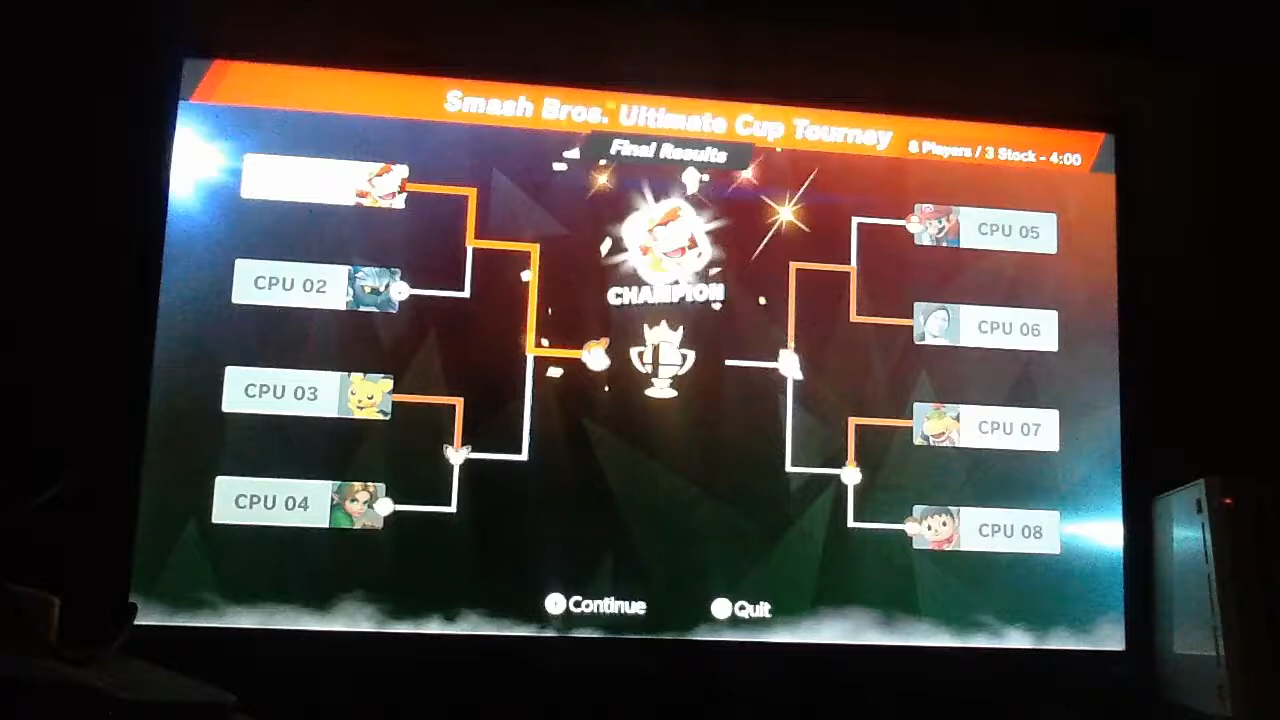 Smash Bros. Ultimate Cup Tourney
8 Players / 3 Stock - 4:00
Final Results
CHAMPION
CPU 02
CPU 03
CPU 04
CPU 05
CPU 06
CPU 07
CPU 08
Continue
Quit